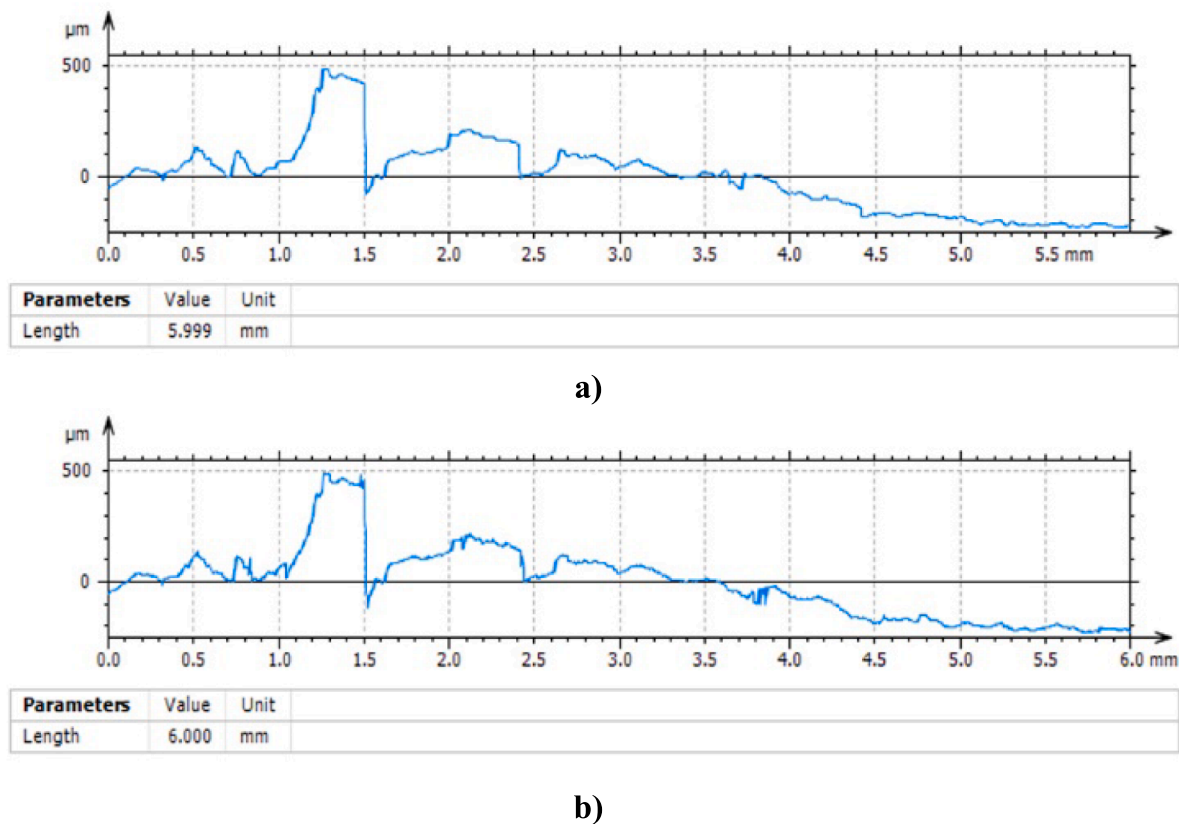 µm
500
0
0.0 0.5 1.0 1.5 2.0 2.5 3.0 3.5 4.0 4.5 5.0 5.5 mm
Parameters Value Unit
Length 5.999 mm
a)
µm
500
0
0.0 0.5 1.0 1.5 2.0 2.5 3.0 3.5 4.0 4.5 5.0 5.5 6.0 mm
Parameters Value Unit
Length 6.000 mm
b)